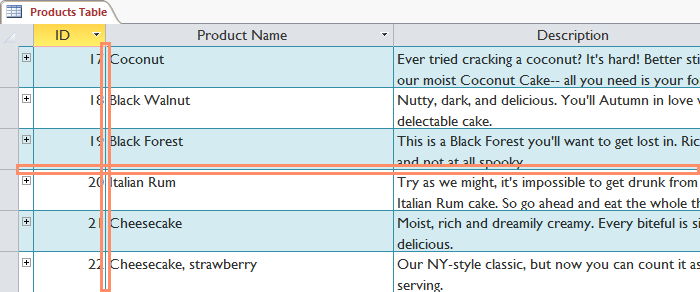 Products Table
ID Product Name Description
17 Coconut Ever tried cracking a coconut? It's hard! Better sti
our moist Coconut Cake-- all you need is your fo
18 Black Walnut Nutty, dark, and delicious. You'll Autumn in love
delectable cake.
19 Black Forest This is a Black Forest you'll want to get lost in. Ric
and not at all spooky.
20 Italian Rum Try as we might, it's impossible to get drunk from
Italian Rum cake. So go ahead and eat the whole th
21 Cheesecake Moist, rich and dreamily creamy. Every biteful is si
delicious.
22 Cheesecake, strawberry Our NY-style classic, but now you can count it as
serving.